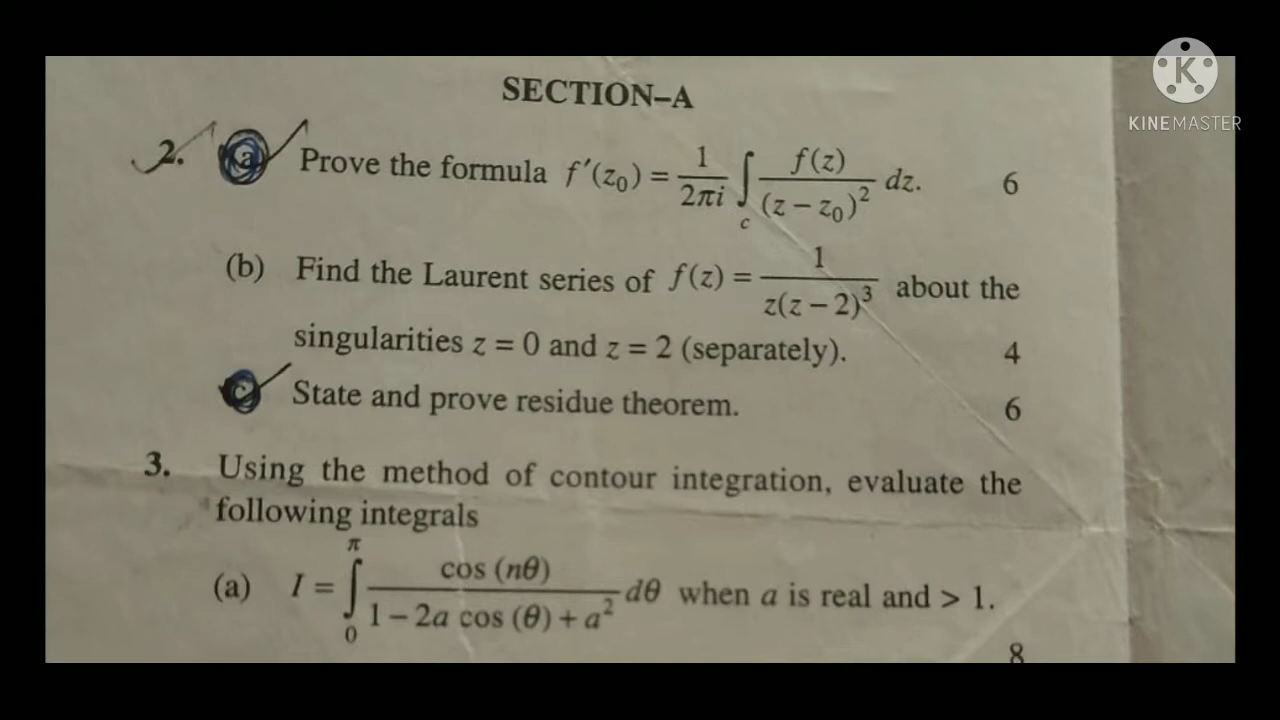 K
KINEMASTER
SECTION–A
2. (a) Prove the formula f′(z₀) = 1/2πi ∫c f(z)/(z – z₀)² dz. 6
(b) Find the Laurent series of f(z) = 1/z(z – 2)³ about the
singularities z = 0 and z = 2 (separately). 4
(c) State and prove residue theorem. 6
3. Using the method of contour integration, evaluate the
following integrals
(a) I = ∫₀^π cos (nθ)/1 – 2a cos (θ) + a² dθ when a is real and > 1.
8